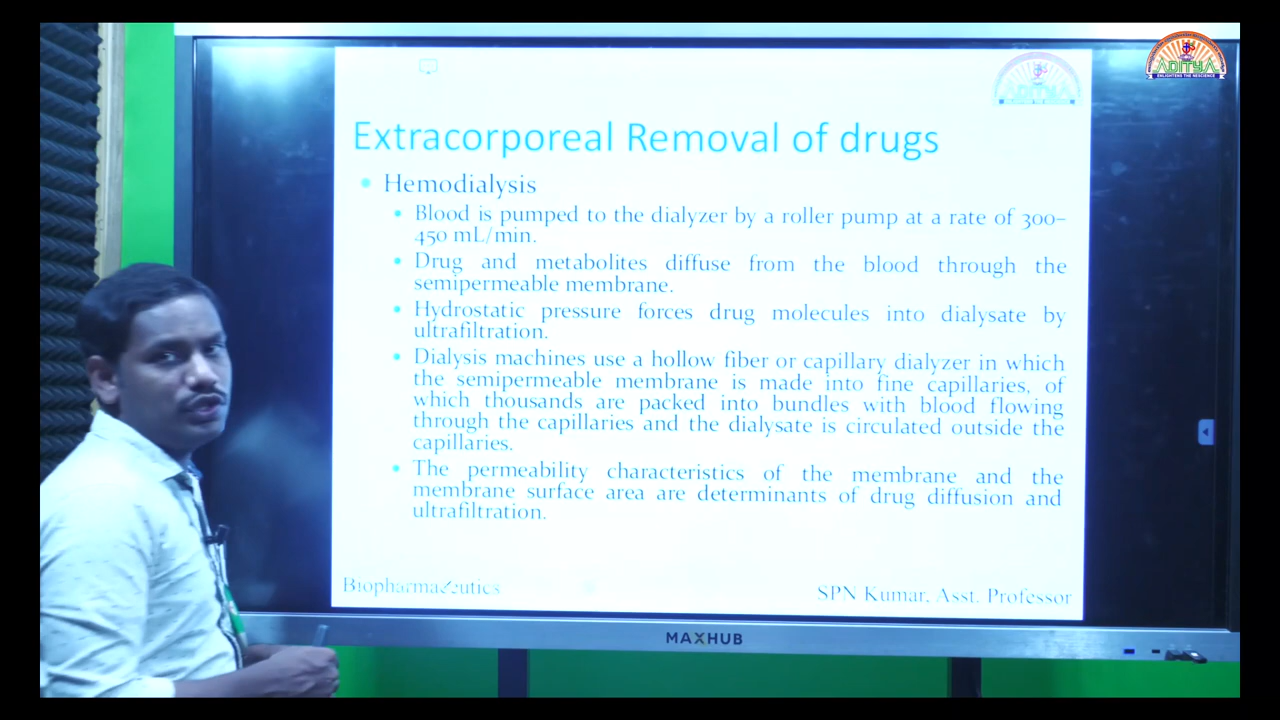 ADITYA
ENLIGHTENS THE NESCIENCE
ADITYA
Extracorporeal Removal of drugs
• Hemodialysis
• Blood is pumped to the dialyzer by a roller pump at a rate of 300–
450 mL/min.
• Drug and metabolites diffuse from the blood through the
semipermeable membrane.
• Hydrostatic pressure forces drug molecules into dialysate by
ultrafiltration.
• Dialysis machines use a hollow fiber or capillary dialyzer in which
the semipermeable membrane is made into fine capillaries, of
which thousands are packed into bundles with blood flowing
through the capillaries and the dialysate is circulated outside the
capillaries.
• The permeability characteristics of the membrane and the
membrane surface area are determinants of drug diffusion and
ultrafiltration.
Biopharmaceutics
SPN Kumar, Asst. Professor
MAXHUB